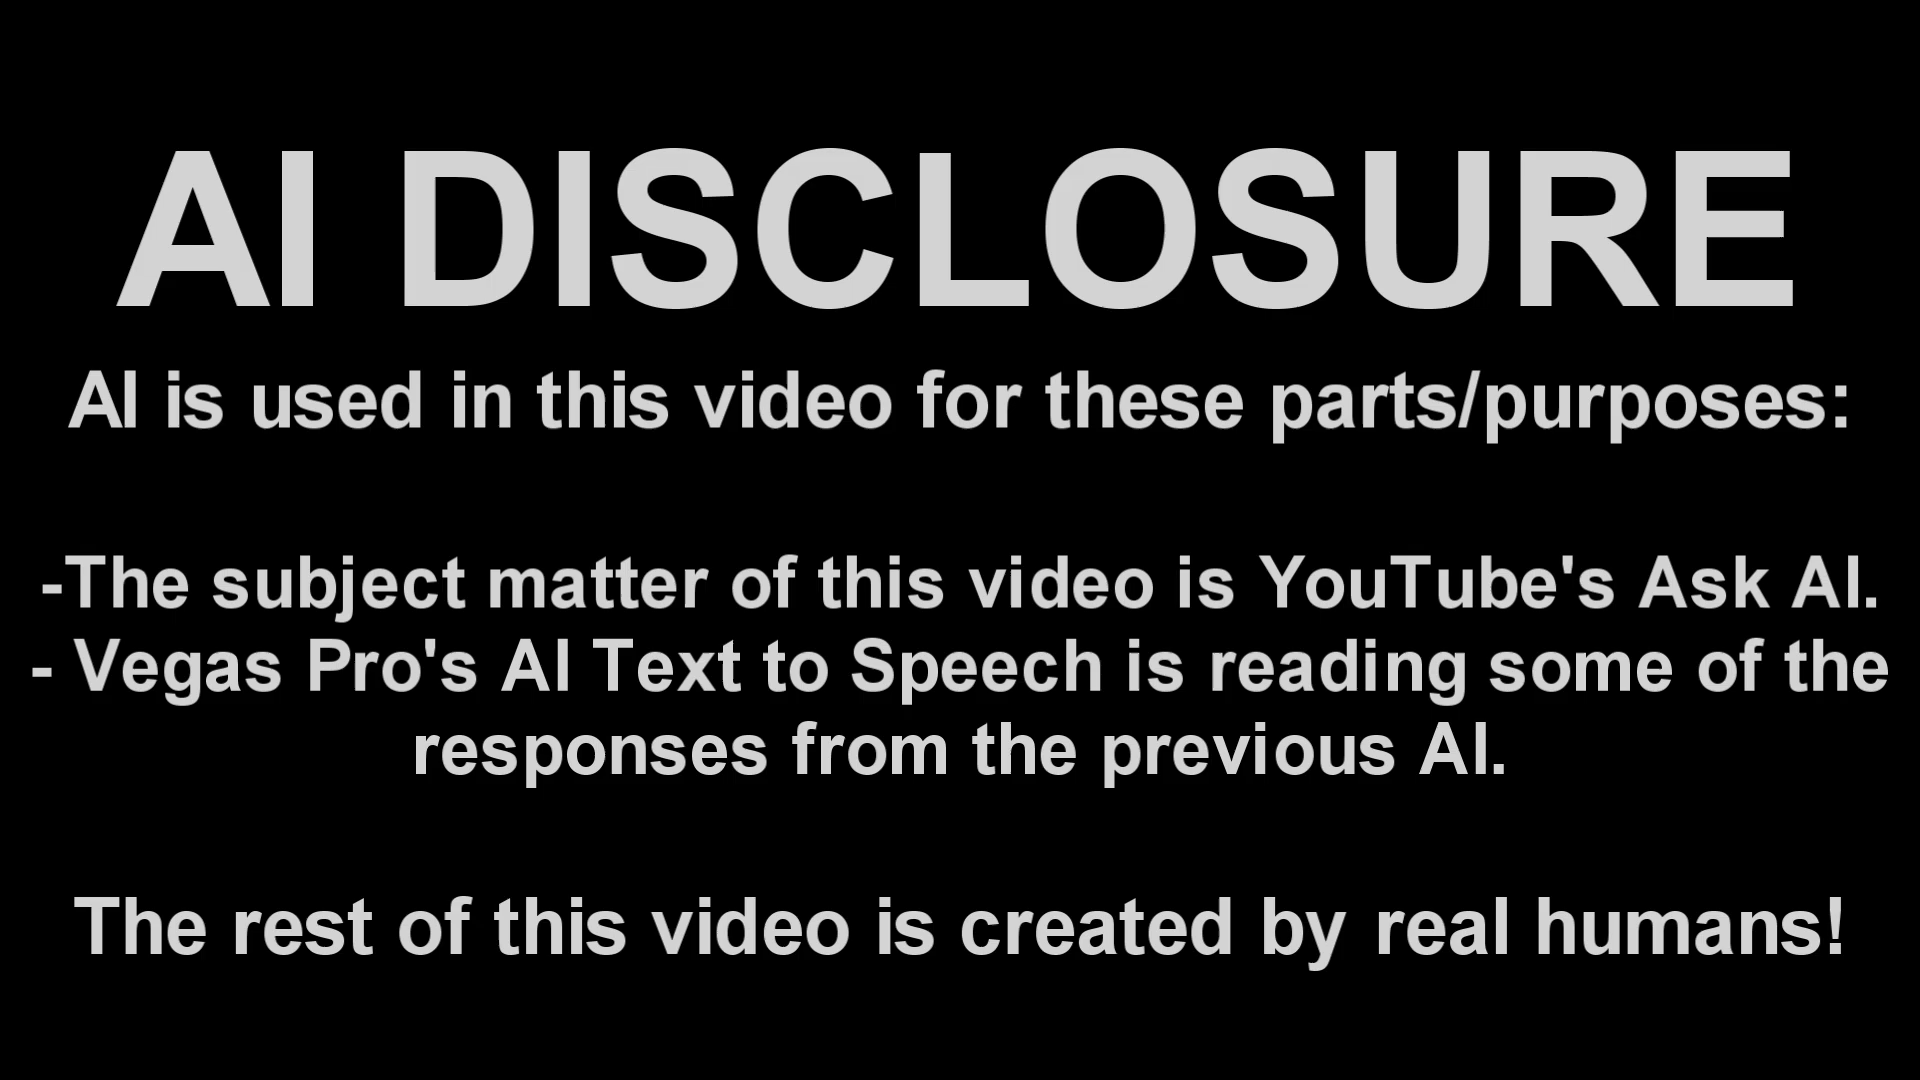 AI DISCLOSURE
AI is used in this video for these parts/purposes:
-The subject matter of this video is YouTube's Ask AI.
- Vegas Pro's AI Text to Speech is reading some of the
responses from the previous AI.
The rest of this video is created by real humans!